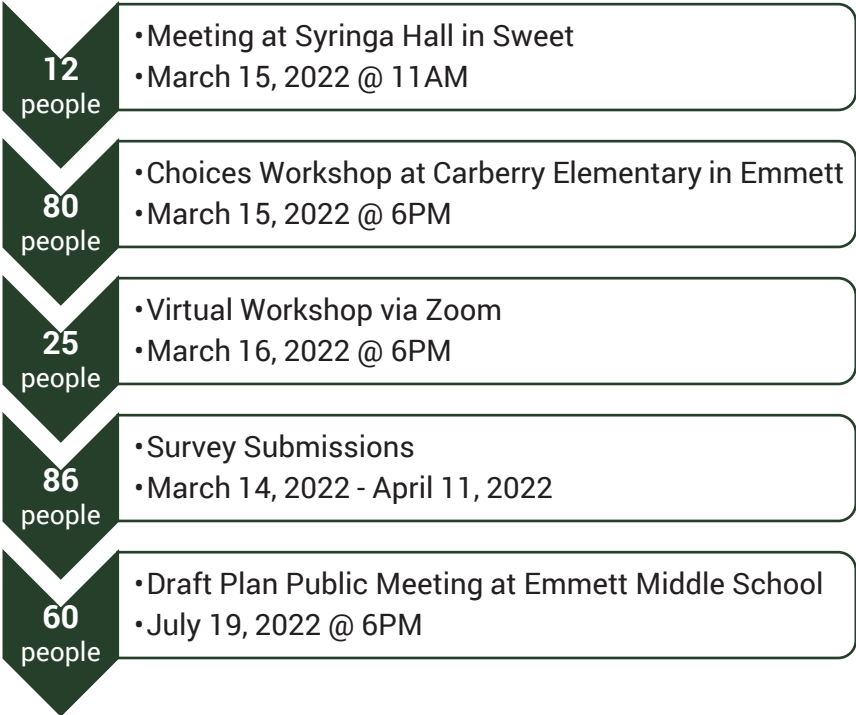 12
people
•Meeting at Syringa Hall in Sweet
•March 15, 2022 @ 11AM
80
people
•Choices Workshop at Carberry Elementary in Emmett
•March 15, 2022 @ 6PM
25
people
•Virtual Workshop via Zoom
•March 16, 2022 @ 6PM
86
people
•Survey Submissions
•March 14, 2022 - April 11, 2022
60
people
•Draft Plan Public Meeting at Emmett Middle School
•July 19, 2022 @ 6PM